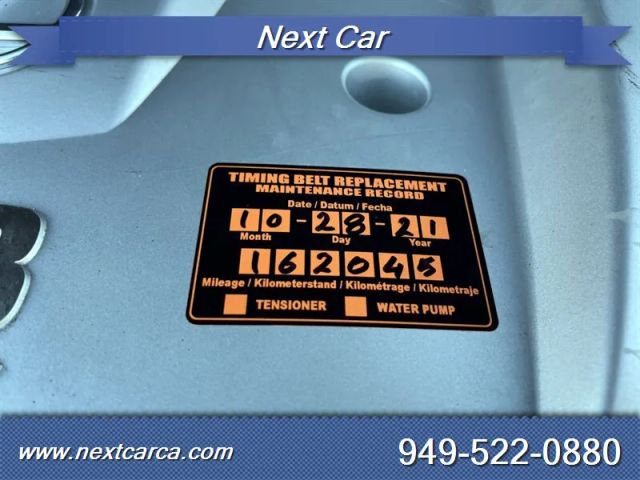 Next Car
TIMING BELT REPLACEMENT
MAINTENANCE RECORD
Date / Datum / Fecha
10-28-21
Month Day Year
162045
Mileage / Kilometerstand / Kilométrage / Kilometraje
TENSIONER WATER PUMP
www.nextcarca.com 949-522-0880